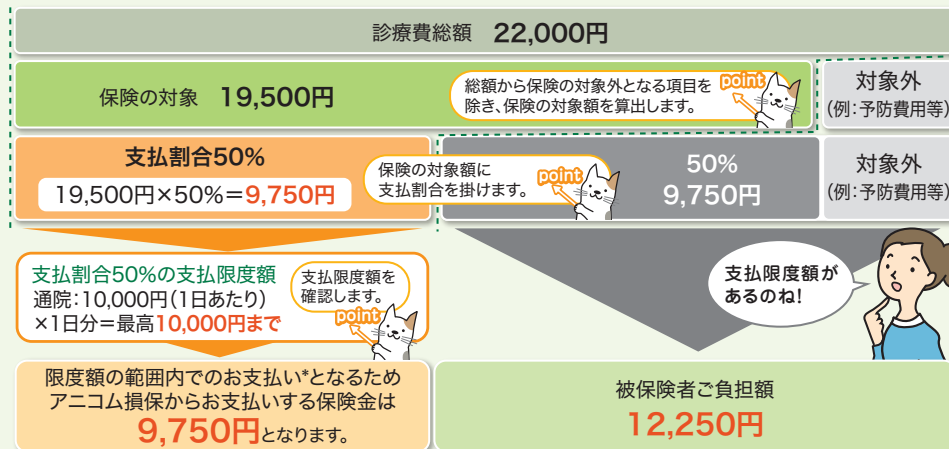 診療費総額 22,000円
保険の対象 19,500円
総額から保険の対象外となる項目を
除き、保険の対象額を算出します。
point
対象外
(例:予防費用等)
支払割合50%
19,500円×50%=9,750円
保険の対象額に
支払割合を掛けます。
point
50%
9,750円
対象外
(例:予防費用等)
支払割合50%の支払限度額
通院:10,000円(1日あたり)
×1日分=最高10,000円まで
支払限度額を
確認します。
point
支払限度額が
あるのね!
限度額の範囲内でのお支払い*となるため
アニコム損保からお支払いする保険金は
9,750円となります。
被保険者ご負担額
12,250円